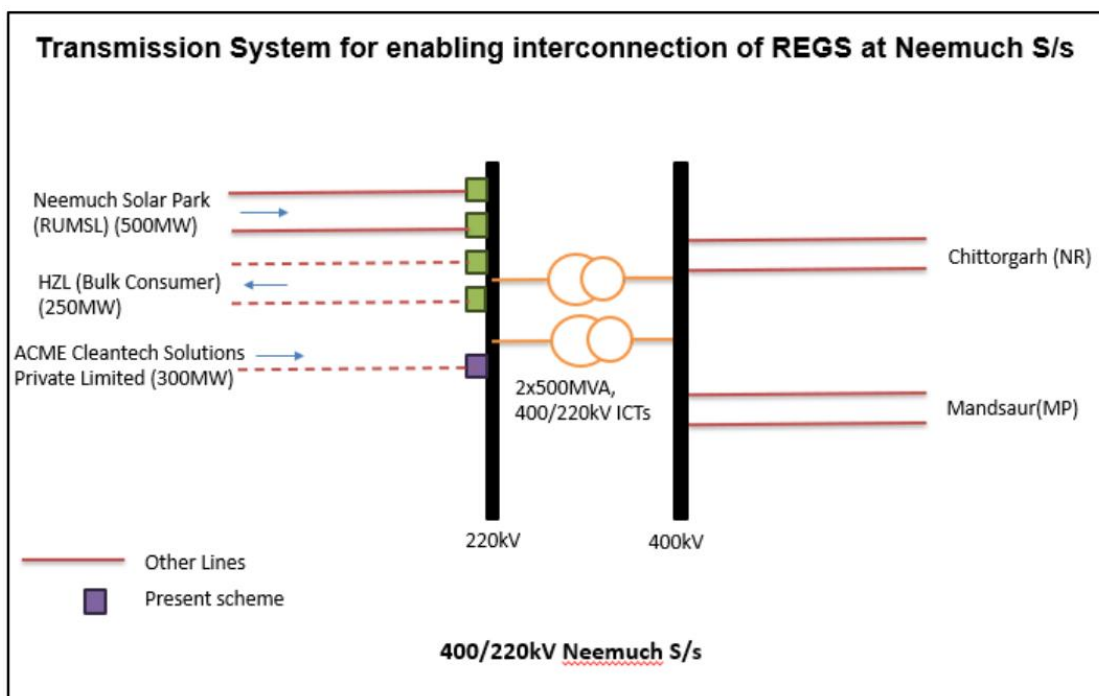 Transmission System for enabling interconnection of REGS at Neemuch S/s
Neemuch Solar Park
(RUMSL) (500MW)
HZL (Bulk Consumer)
(250MW)
ACME Cleantech Solutions
Private Limited (300MW)
2x500MVA,
400/220kV ICTs
Chittorgarh (NR)
Mandsaur(MP)
220kV
400kV
Other Lines
Present scheme
400/220kV Neemuch S/s